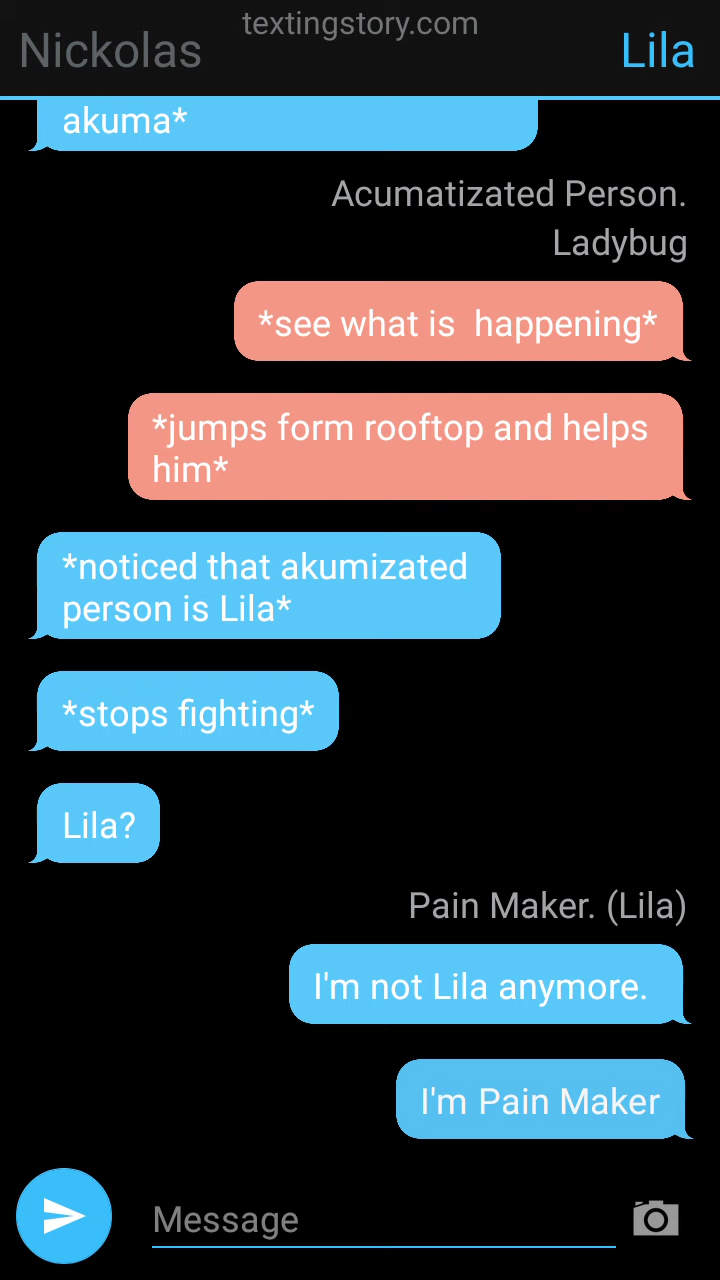 textingstory.com
Nickolas
Lila
akuma*
Acumatizated Person.
Ladybug
*see what is  happening*
*jumps form rooftop and helps
him*
*noticed that akumizated
person is Lila*
*stops fighting*
Lila?
Pain Maker. (Lila)
I'm not Lila anymore.
I'm Pain Maker
Message